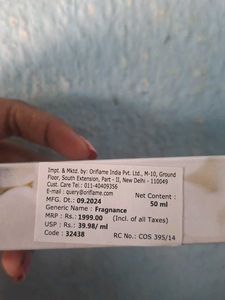 Impt. & Mktd. by: Oriflame India Pvt. Ltd., M-10, Ground
Floor, South Extension, Part - II, New Delhi - 110049
Cust. Care Tel.: 011-40409356
E-mail : query@oriflame.com Net Content :
MFG. Dt.: 09.2024 50 ml
Generic Name : Fragnance
MRP : Rs.: 1999.00 (Incl. of all Taxes)
USP : Rs.: 39.98/ ml
Code : 32438 RC No.: COS 395/14